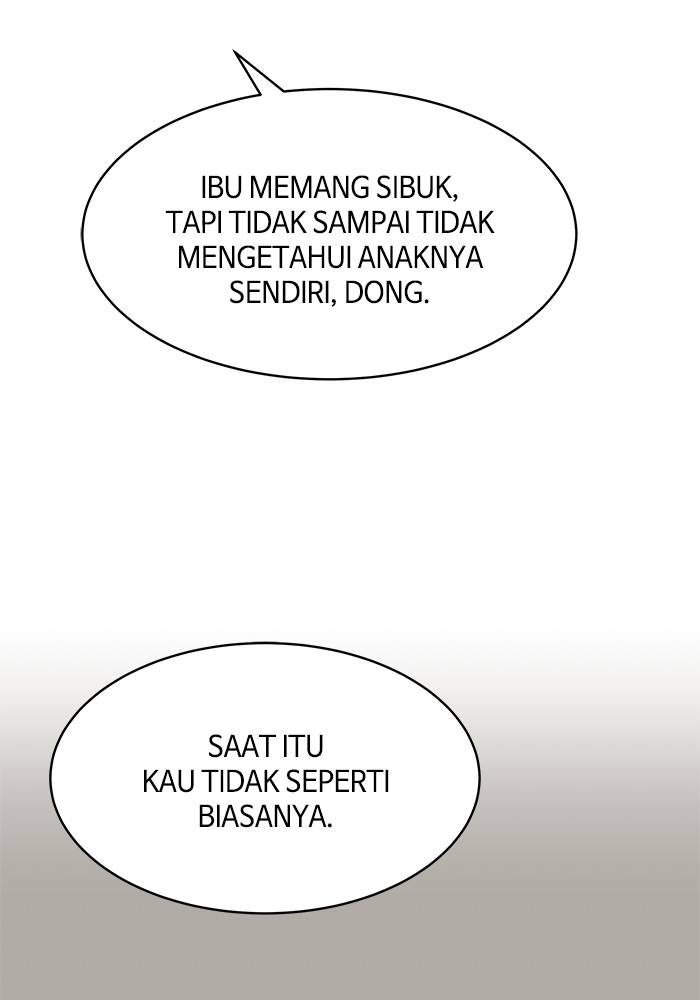 IBU MEMANG SIBUK,
TAPI TIDAK SAMPAI TIDAK
MENGETAHUI ANAKNYA
SENDIRI, DONG.
SAAT ITU
KAU TIDAK SEPERTI
BIASANYA.